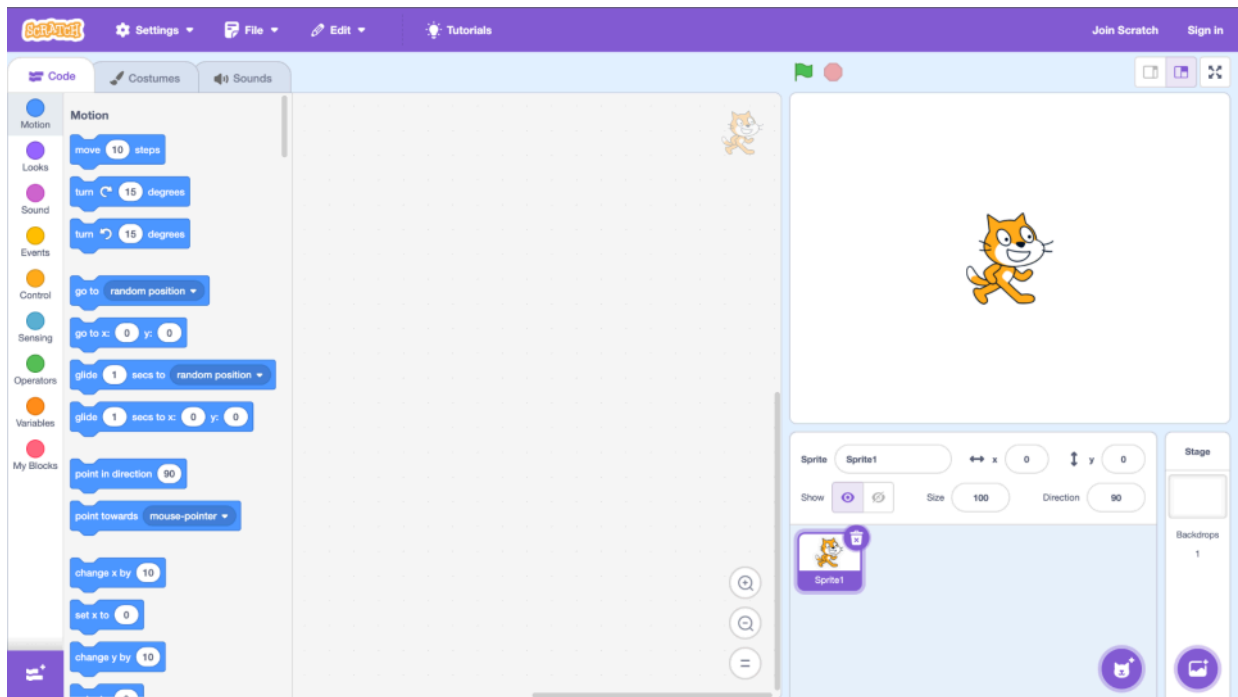 SCRATCH Settings File Edit Tutorials Join Scratch Sign in
Code Costumes Sounds
Motion
Looks
Sound
Events
Control
Sensing
Operators
Variables
My Blocks
Motion
move 10 steps
turn 15 degrees
turn 15 degrees
go to random position
go to x: 0 y: 0
glide 1 secs to random position
glide 1 secs to x: 0 y: 0
point in direction 90
point towards mouse-pointer
change x by 10
set x to 0
change y by 10
Sprite Sprite1 x 0 y 0
Show Size 100 Direction 90
Sprite1
Stage
Backdrops
1